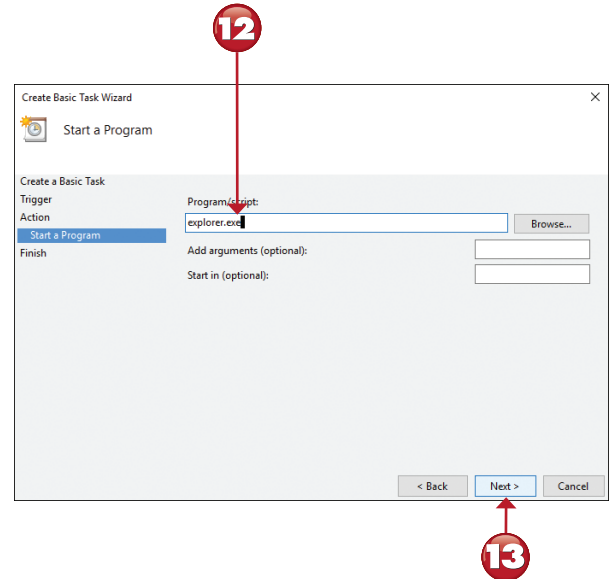 12
Create Basic Task Wizard
Start a Program
Create a Basic Task
Trigger
Action
Start a Program
Finish
Program/script:
explorer.exe
Browse...
Add arguments (optional):
Start in (optional):
< Back
Next >
Cancel
13